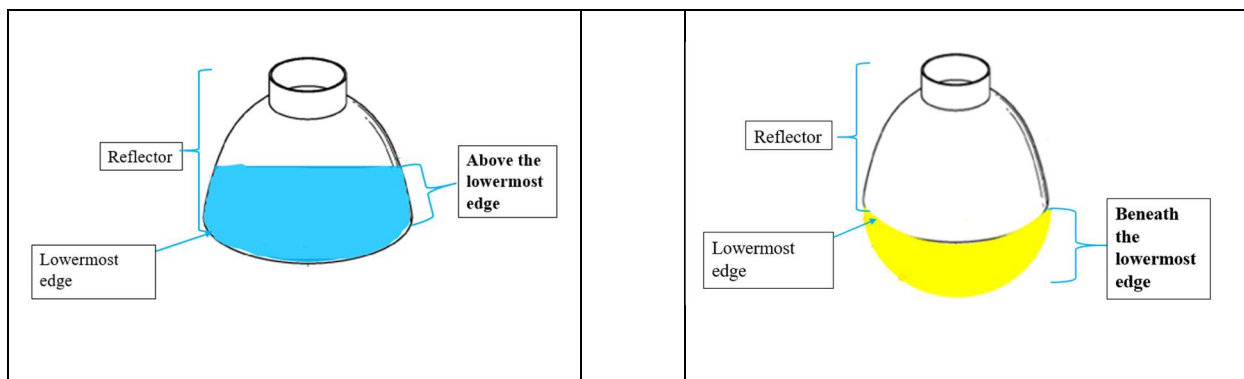 Reflector
Above the
lowermost
edge
Lowermost
edge
Reflector
Lowermost
edge
Beneath
the
lowermost
edge